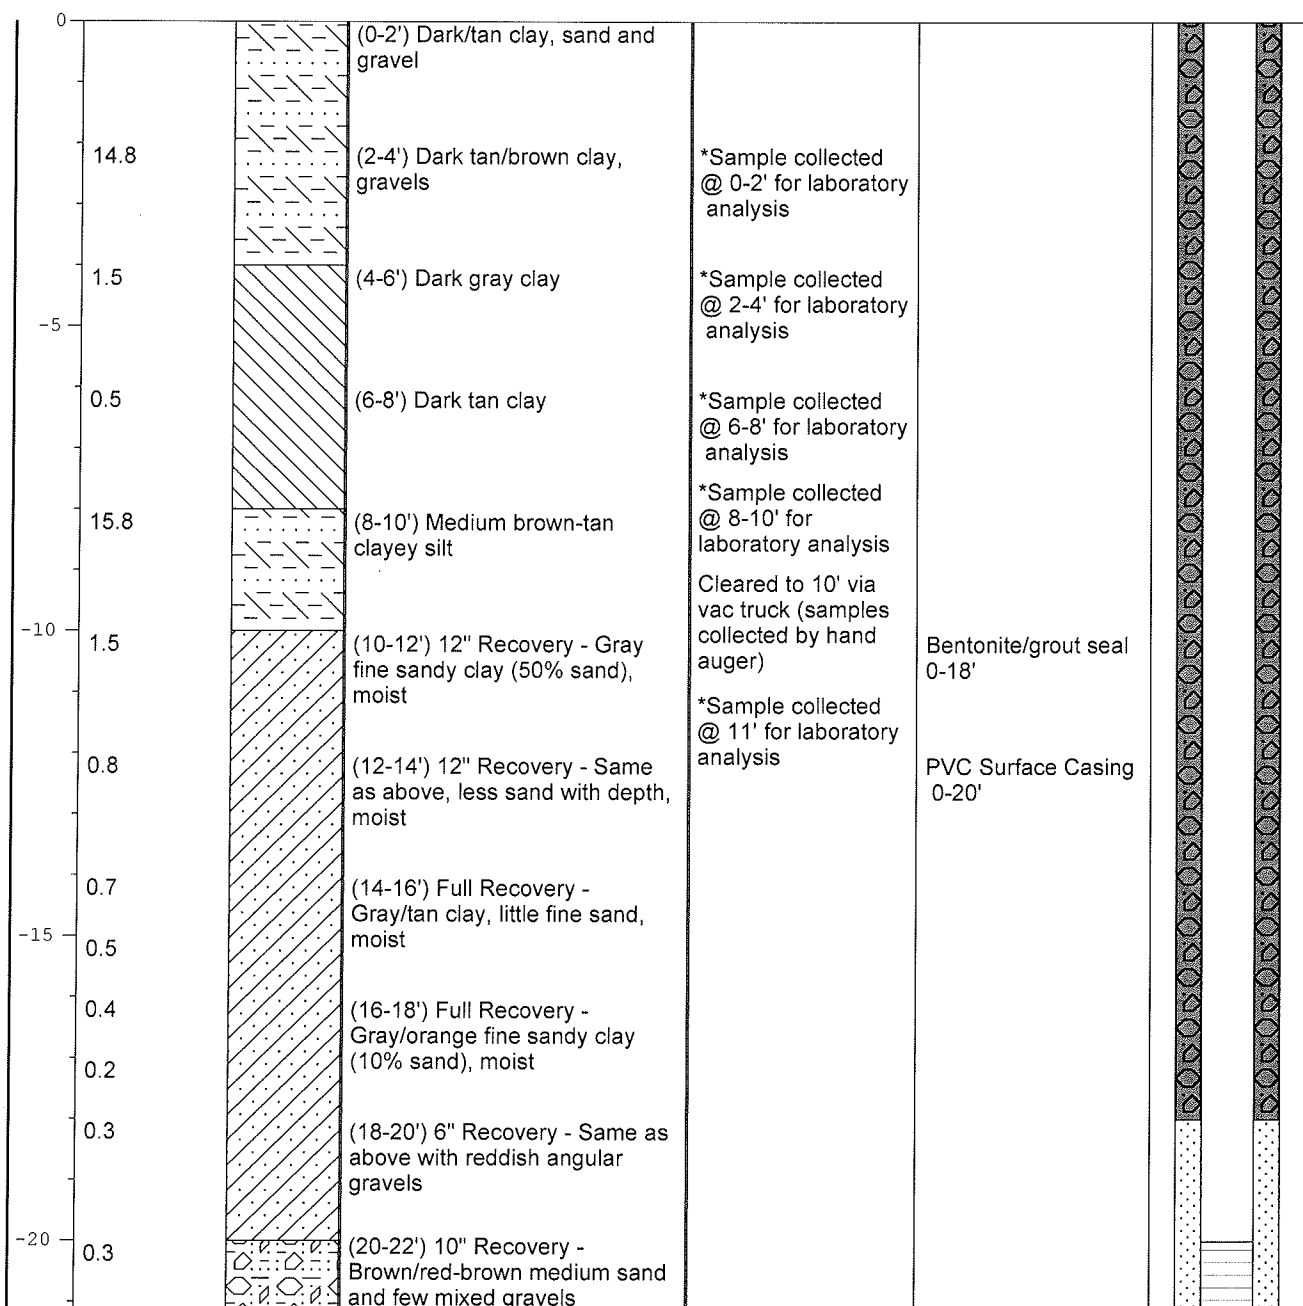 0
(0-2') Dark/tan clay, sand and
gravel
14.8
(2-4') Dark tan/brown clay,
gravels
*Sample collected
@ 0-2' for laboratory
analysis
1.5
(4-6') Dark gray clay
*Sample collected
@ 2-4' for laboratory
analysis
-5
0.5
(6-8') Dark tan clay
*Sample collected
@ 6-8' for laboratory
analysis
15.8
(8-10') Medium brown-tan
clayey silt
*Sample collected
@ 8-10' for
laboratory analysis
Cleared to 10' via
vac truck (samples
collected by hand
auger)
-10
1.5
(10-12') 12" Recovery - Gray
fine sandy clay (50% sand),
moist
Bentonite/grout seal
0-18'
*Sample collected
@ 11' for laboratory
analysis
0.8
(12-14') 12" Recovery - Same
as above, less sand with depth,
moist
PVC Surface Casing
0-20'
0.7
(14-16') Full Recovery -
Gray/tan clay, little fine sand,
moist
-15
0.5
0.4
(16-18') Full Recovery -
Gray/orange fine sandy clay
(10% sand), moist
0.2
0.3
(18-20') 6" Recovery - Same as
above with reddish angular
gravels
-20
0.3
(20-22') 10" Recovery -
Brown/red-brown medium sand
and few mixed gravels